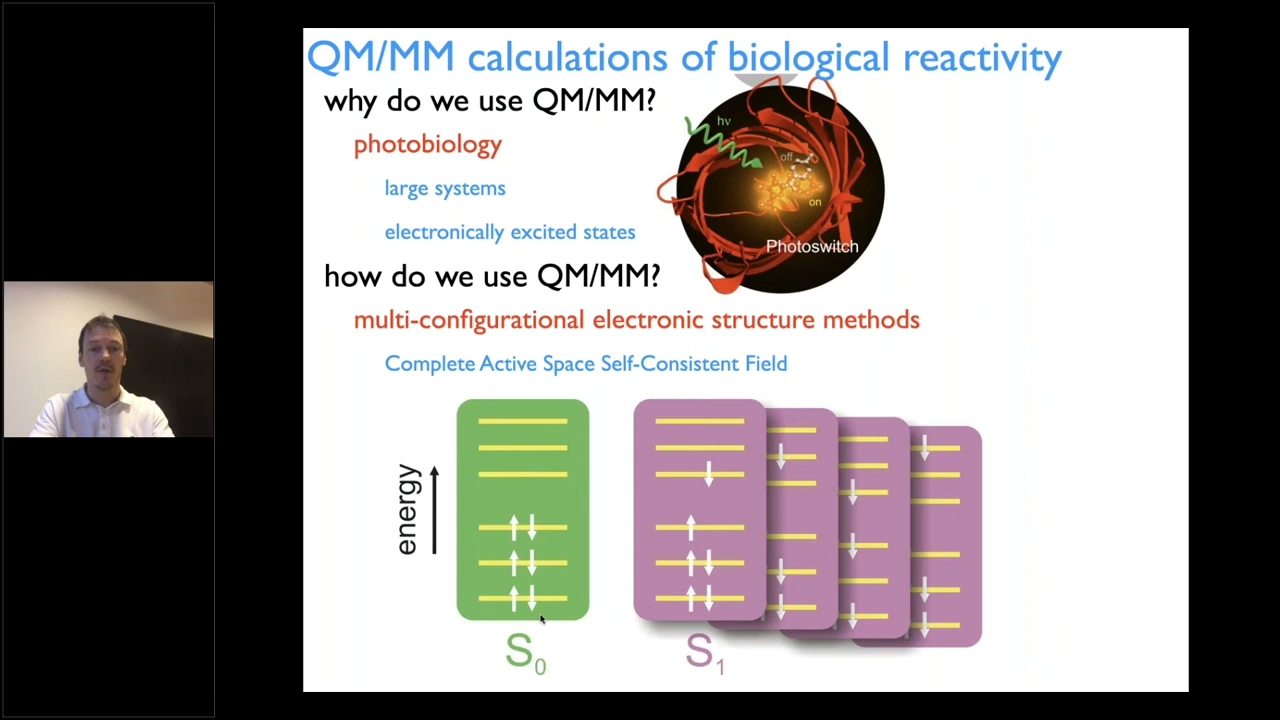 QM/MM calculations of biological reactivity
why do we use QM/MM?
photobiology
large systems
electronically excited states
hν
off
on
Photoswitch
how do we use QM/MM?
multi-configurational electronic structure methods
Complete Active Space Self-Consistent Field
energy
S0
S1